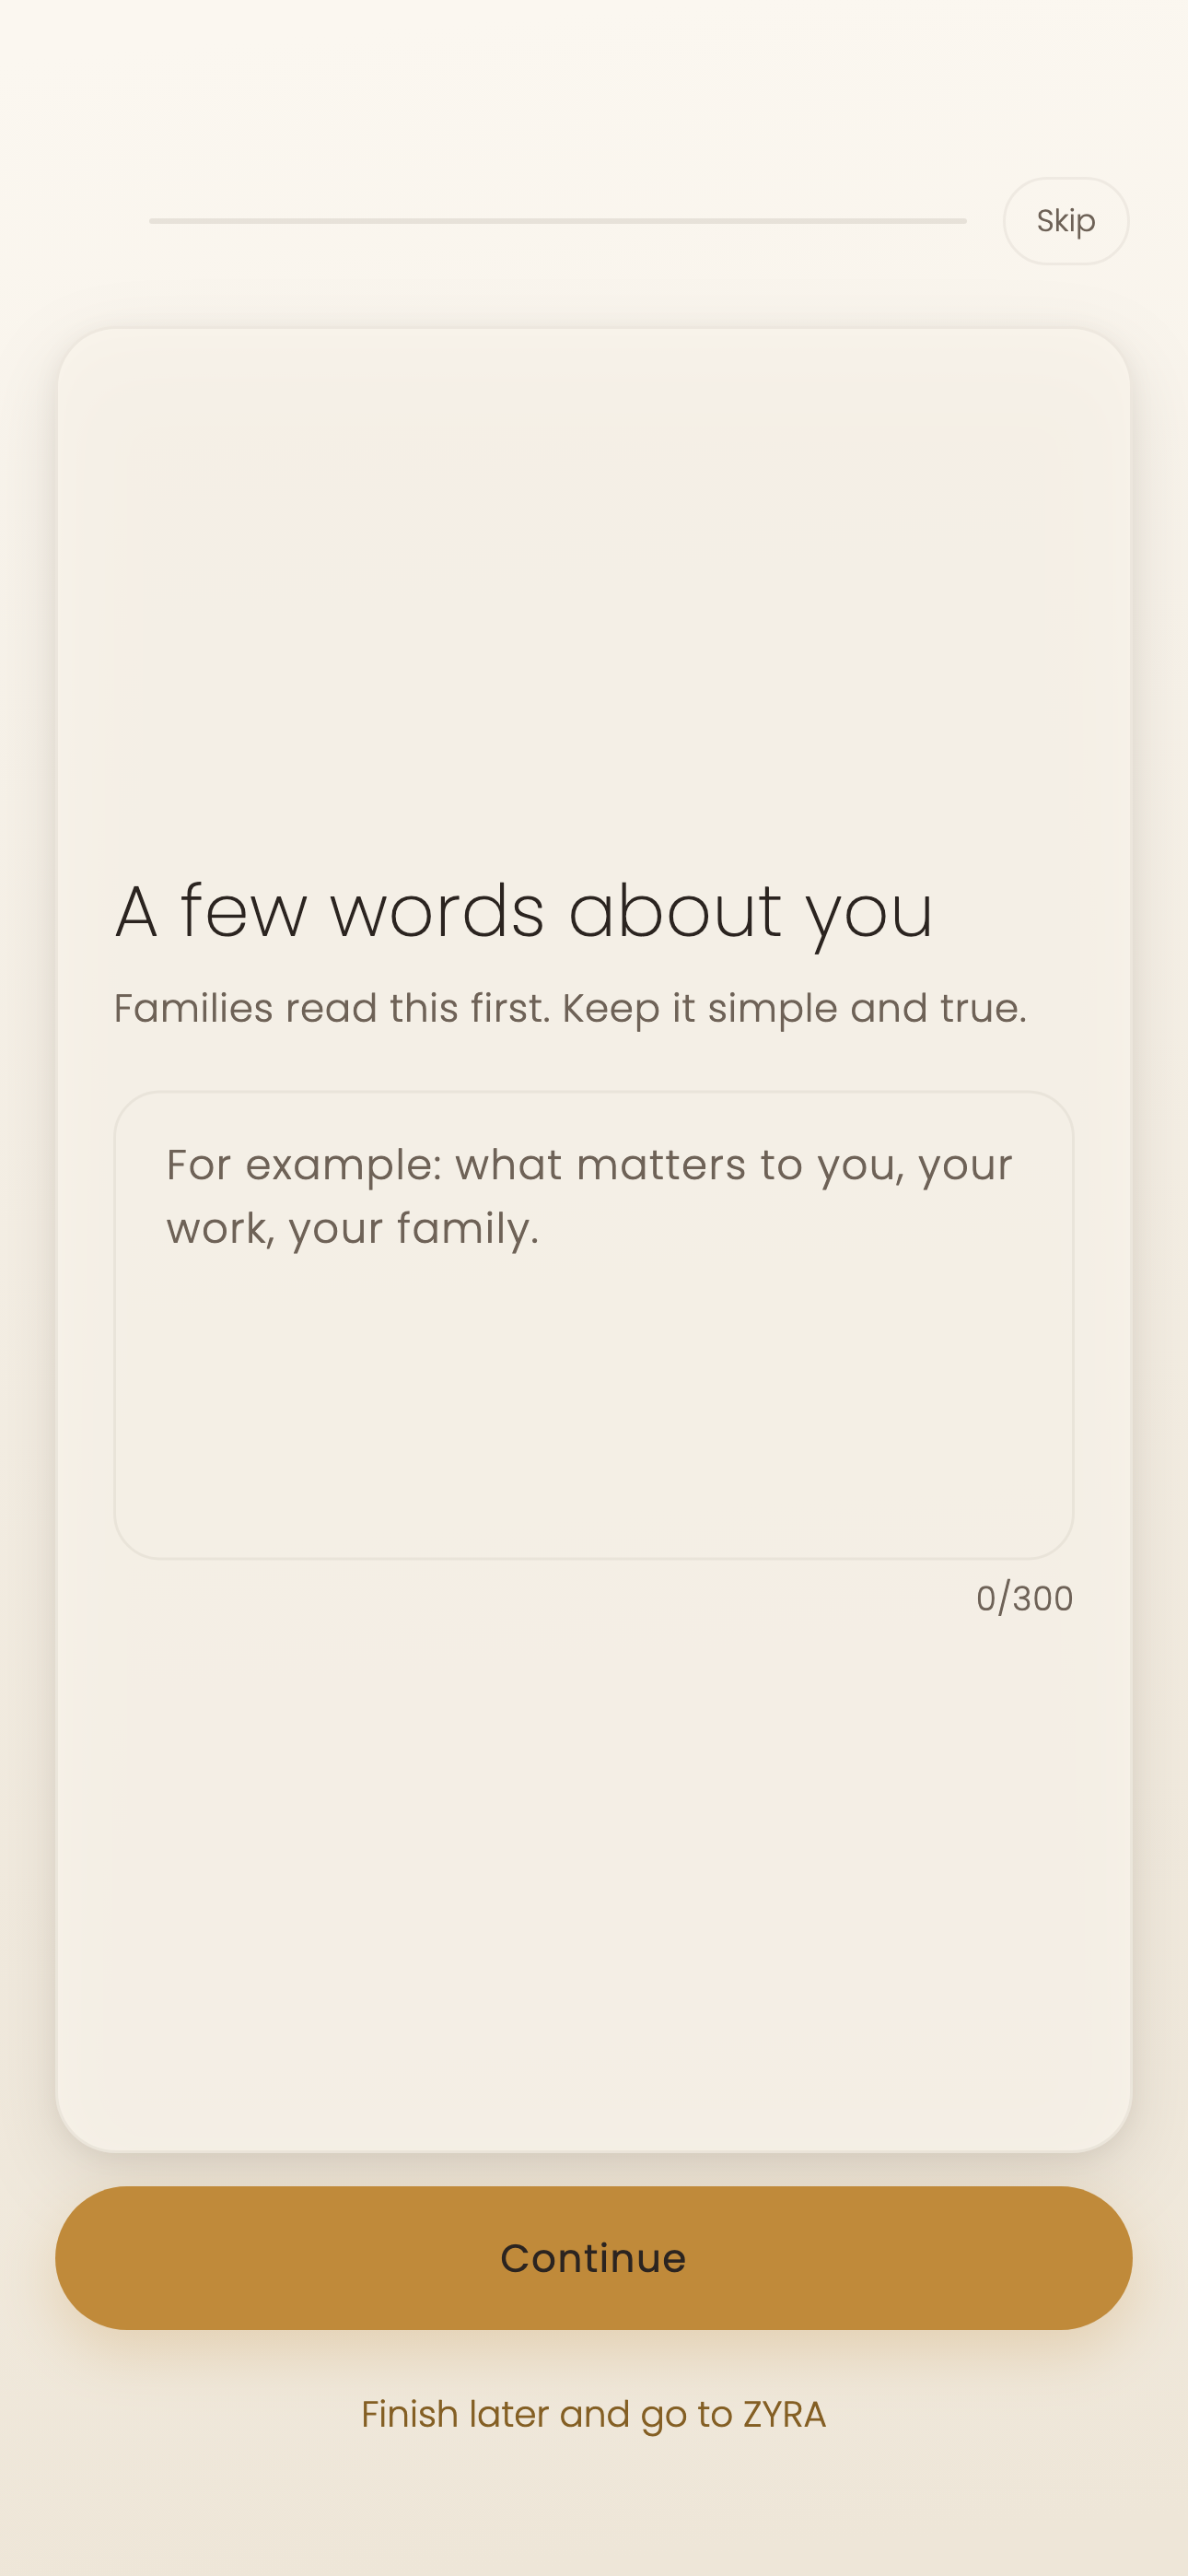 Skip
A few words about you
Families read this first. Keep it simple and true.
For example: what matters to you, your
work, your family.
0/300
Continue
Finish later and go to ZYRA